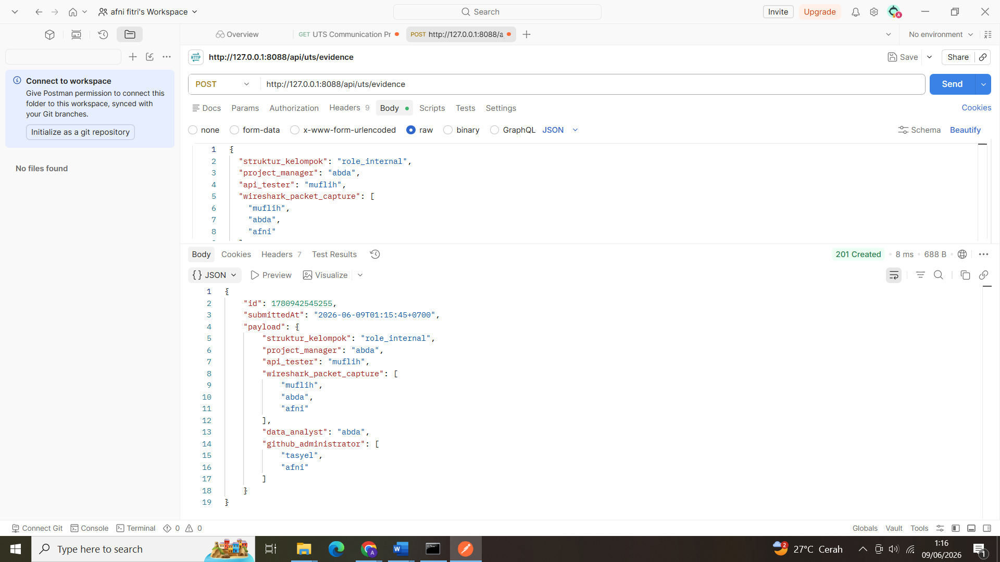 afni fitri's Workspace
Search
Invite
Upgrade
Overview
GET UTS Communication Pr
POST http://127.0.0.1:8088/a
No environment
HTTP http://127.0.0.1:8088/api/uts/evidence
Save
Share
Connect to workspace
Give Postman permission to connect this
folder to this workspace, synced with
your Git branches.
Initialize as a git repository
No files found
POST http://127.0.0.1:8088/api/uts/evidence
Send
Docs Params Authorization Headers 9 Body Scripts Tests Settings
Cookies
none form-data x-www-form-urlencoded raw binary GraphQL JSON
Schema Beautify
1 {
2 "struktur_kelompok": "role_internal",
3 "project_manager": "abda",
4 "api_tester": "muflih",
5 "wireshark_packet_capture": [
6 "muflih",
7 "abda",
8 "afni"
Body Cookies Headers 7 Test Results
201 Created • 8 ms • 688 B
{} JSON Preview Visualize
1 {
2 "id": 1780942545255,
3 "submittedAt": "2026-06-09T01:15:45+0700",
4 "payload": {
5 "struktur_kelompok": "role_internal",
6 "project_manager": "abda",
7 "api_tester": "muflih",
8 "wireshark_packet_capture": [
9 "muflih",
10 "abda",
11 "afni"
12 ],
13 "data_analyst": "abda",
14 "github_administrator": [
15 "tasyel",
16 "afni"
17 ]
18 }
19 }
Connect Git Console Terminal 0 0
Globals Vault Tools
Type here to search
2 27°C Cerah
1:16
09/06/2026
1